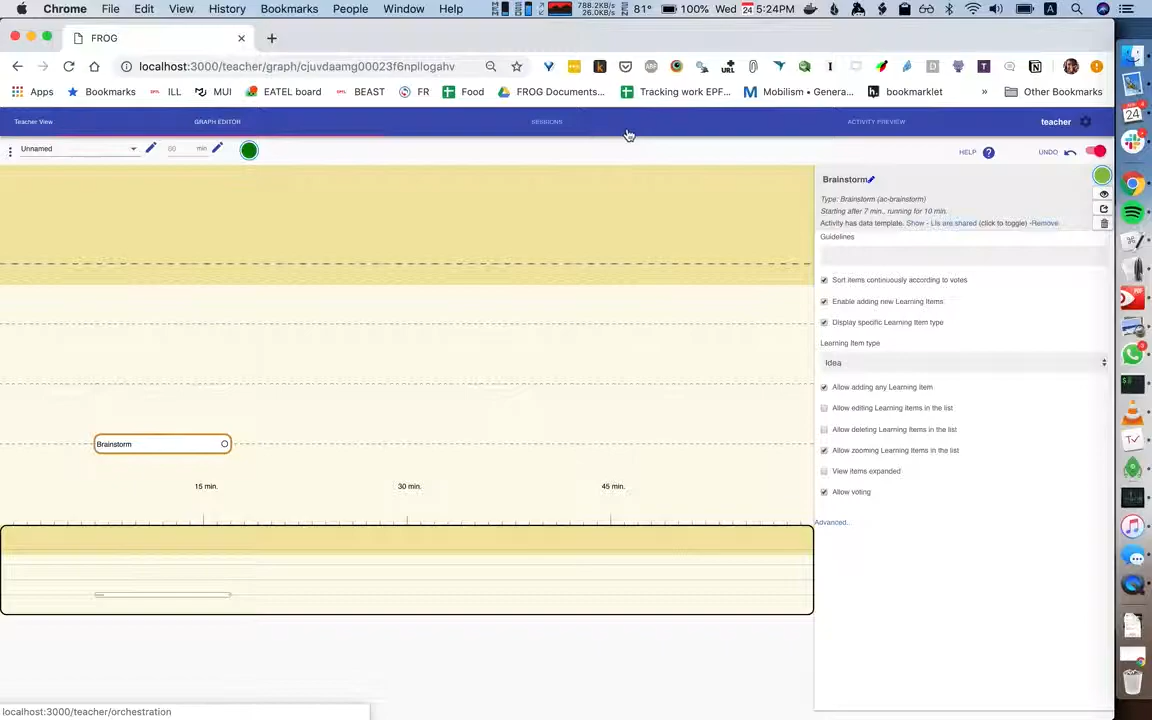 Chrome File Edit View History Bookmarks People Window Help 788.2KB/s 26.0KB/s 81° 100% Wed 24 5:24PM
FROG
localhost:3000/teacher/graph/cjuvdaamg00023f6npllogahv
Apps Bookmarks ILL MUI EATEL board BEAST FR Food FROG Documents... Tracking work EPF... Mobilism • Genera... bookmarklet » Other Bookmarks
Teacher View GRAPH EDITOR SESSIONS ACTIVITY PREVIEW teacher
Unnamed 60 min HELP UNDO
Brainstorm
Type: Brainstorm (ac-brainstorm)
Starting after 7 min., running for 10 min.
Activity has data template. Show - LIs are shared (click to toggle) -Remove
Guidelines
Sort items continuously according to votes
Enable adding new Learning Items
Display specific Learning Item type
Learning Item type
Idea
Allow adding any Learning item
Allow editing Learning items in the list
Allow deleting Learning Items in the list
Allow zooming Learning Items in the list
View items expanded
Allow voting
Advanced...
Brainstorm
15 min. 30 min. 45 min.
localhost:3000/teacher/orchestration